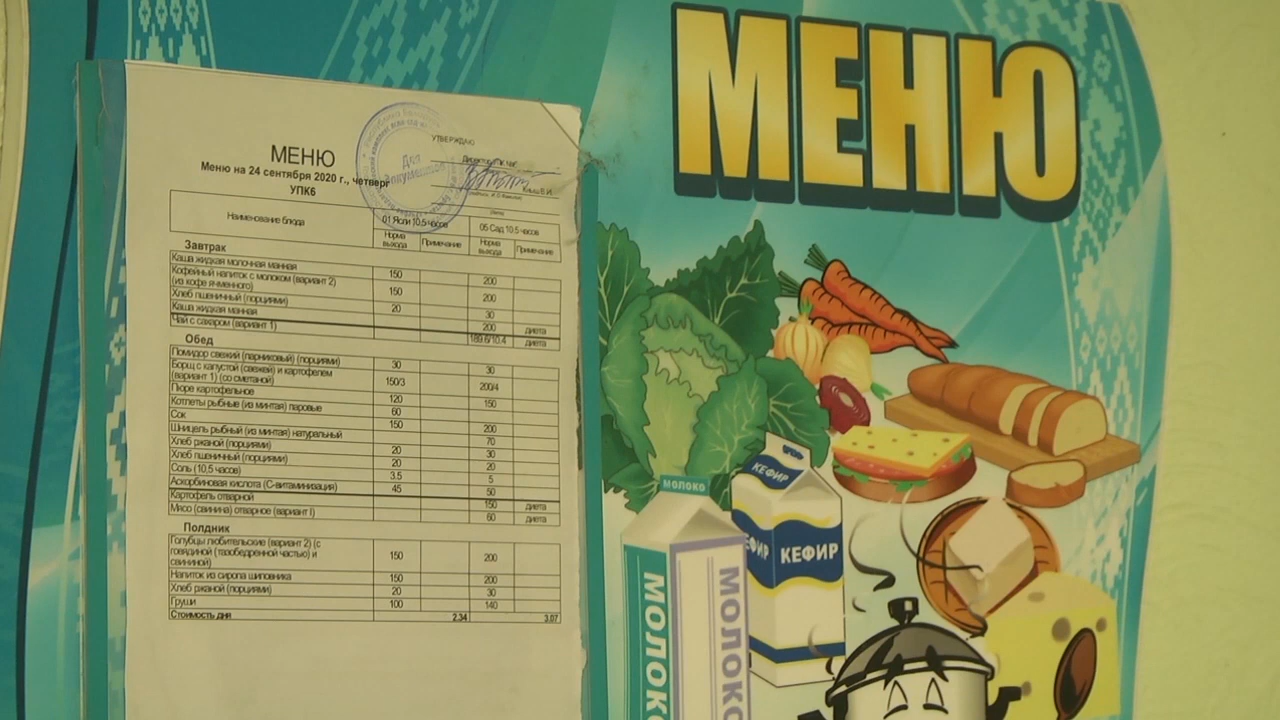 МЕНЮ
УТВЕРЖДАЮ
Для
Документов
МЕНЮ
Меню на 24 сентября 2020 г., четверг
УПК6
Наименование блюда 01 Ясли 10,5 часов 05 Сад 10,5 часов
Норма выхода Примечание Норма выхода Примечание
Завтрак
Каша жидкая молочная манная 150 200
Кофейный напиток с молоком (вариант 2)
(из кофе ячменного) 150 200
Хлеб пшеничный (порциями) 20 30
Каша жидкая манная 200 диета
Чай с сахаром (вариант 1) 189.6/10.4 диета
Обед
Помидор свежий (парниковый) (порциями) 30 30
Борщ с капустой (свежей) и картофелем
(вариант 1) (со сметаной) 150/3 200/4
Пюре картофельное 120 150
Котлеты рыбные (из минтая) паровые 60
Сок 150 200
Шницель рыбный (из минтая) натуральный 70
Хлеб ржаной (порциями) 20 30
Хлеб пшеничный (порциями) 20 20
Соль (10,5 часов) 3.5 5
Аскорбиновая кислота (С-витаминизация) 45 50
Картофель отварной 150 диета
Мясо (свинина) отварное (вариант I) 60 диета
Полдник
Голубцы любительские (вариант 2) (с
говядиной (тазобедренной частью) и
свининой) 150 200
Напиток из сиропа шиповника 150 200
Хлеб ржаной (порциями) 20 30
Груши 100 140
Стоимость дня 2.34 3.07
КЕФИР
МОЛОКО
КЕФИР
МОЛОКО
МОЛОКО